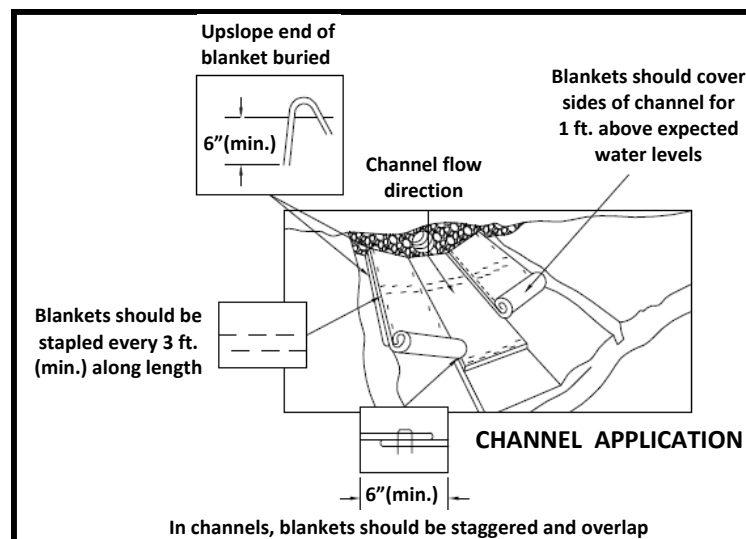 Upslope end of
blanket buried
6”(min.)
Blankets should cover
sides of channel for
1 ft. above expected
water levels
Channel flow
direction
Blankets should be
stapled every 3 ft.
(min.) along length
CHANNEL APPLICATION
6”(min.)
In channels, blankets should be staggered and overlap